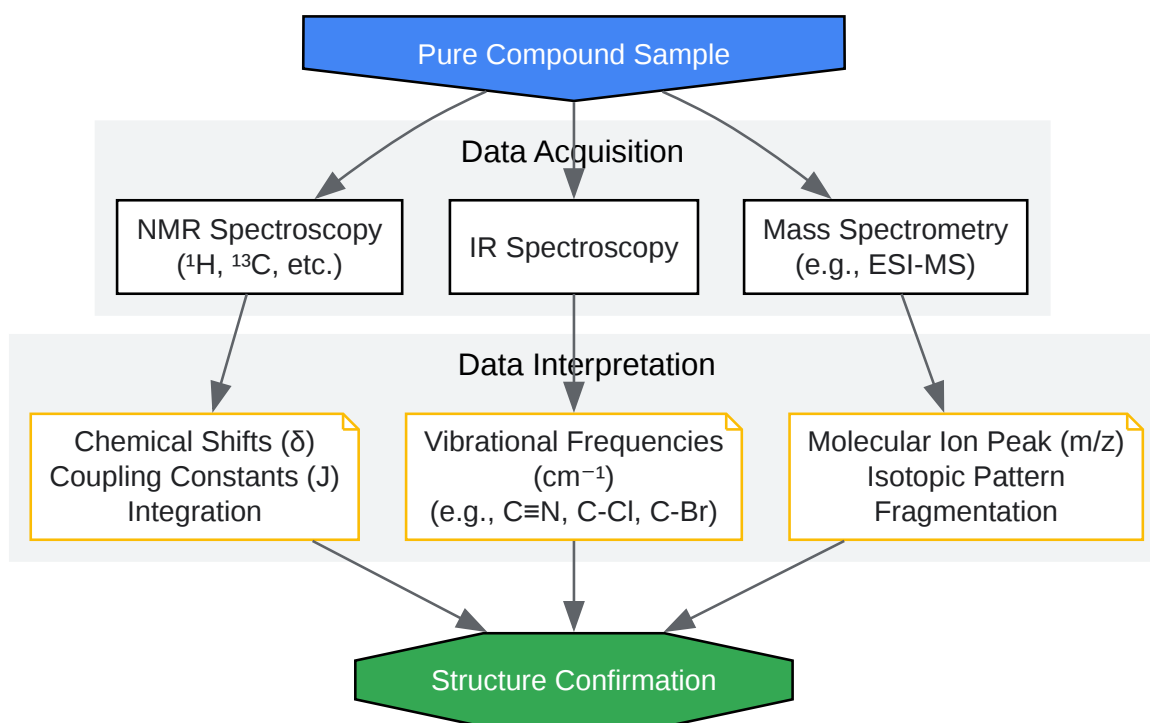 Pure Compound Sample
Data Acquisition
NMR Spectroscopy
(¹H, ¹³C, etc.)
IR Spectroscopy
Mass Spectrometry
(e.g., ESI-MS)
Data Interpretation
Chemical Shifts (δ)
Coupling Constants (J)
Integration
Vibrational Frequencies
(cm⁻¹)
(e.g., C≡N, C-Cl, C-Br)
Molecular Ion Peak (m/z)
Isotopic Pattern
Fragmentation
Structure Confirmation